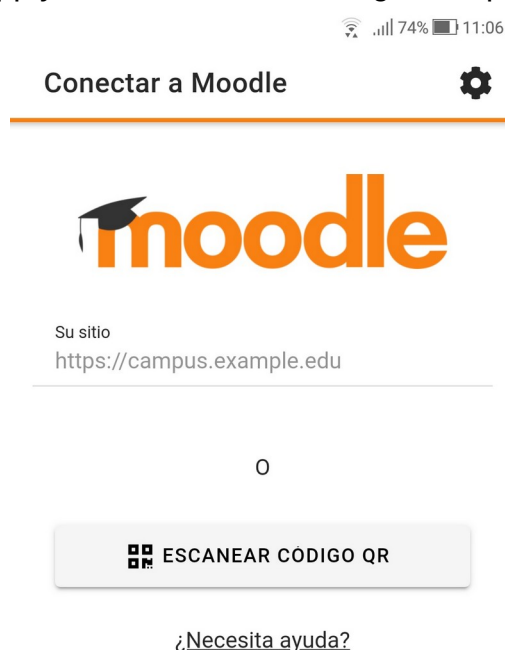 74% 11:06
Conectar a Moodle
moodle
Su sitio
https://campus.example.edu
O
ESCANEAR CÓDIGO QR
¿Necesita ayuda?